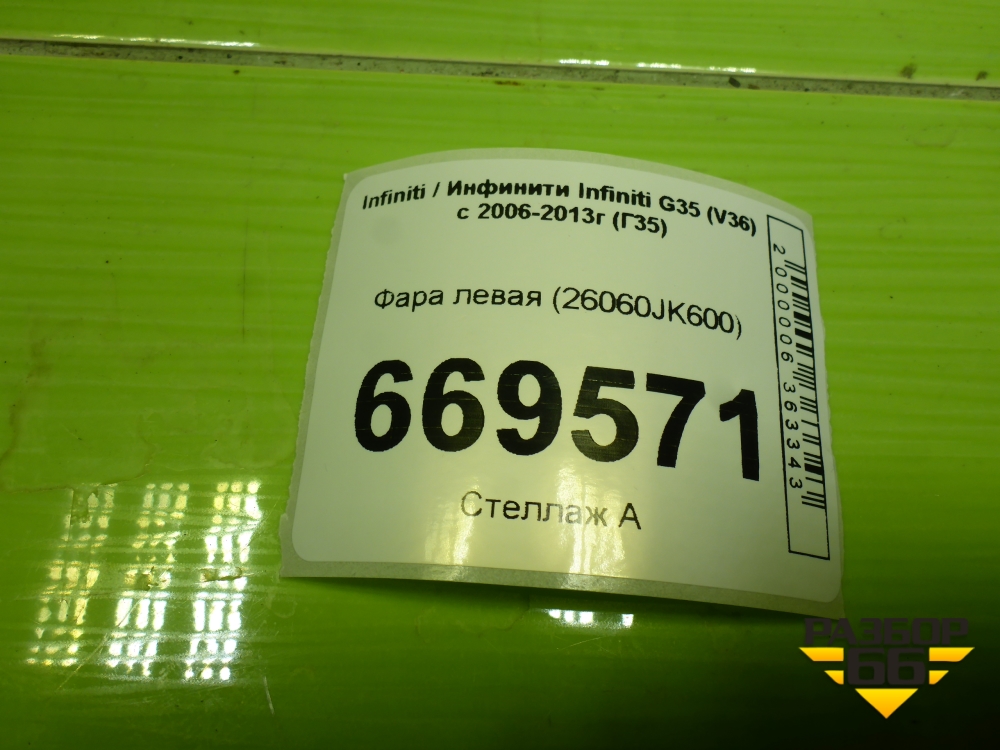 Infiniti / Инфинити Infiniti G35 (V36)
с 2006-2013г (Г35)
Фара левая (26060JK600)
669571
Стеллаж А
2000006363343
РАЗБОР
66